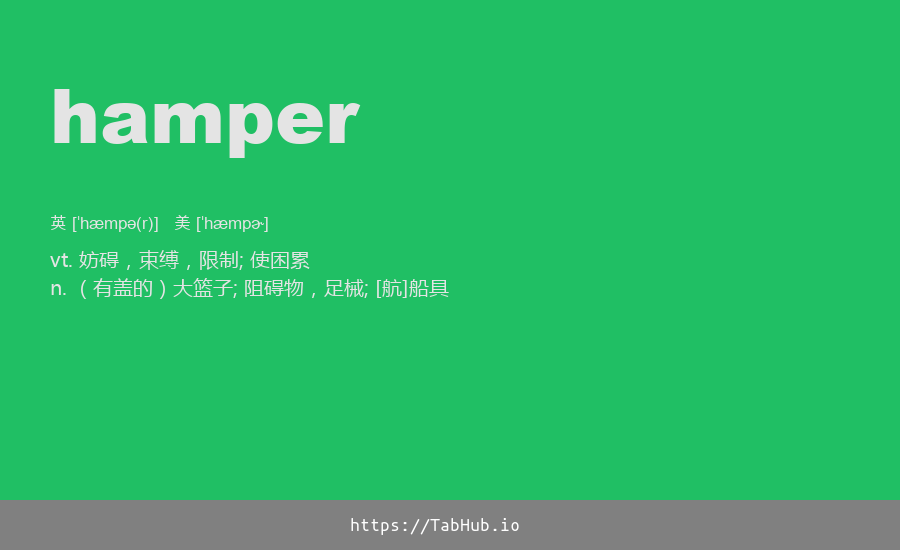 hamper
英 [ˈhæmpə(r)] 美 [ˈhæmpɚ]
vt. 妨碍，束缚，限制; 使困累
n. （有盖的）大篮子; 阻碍物，足械; [航]船具
https://TabHub.io